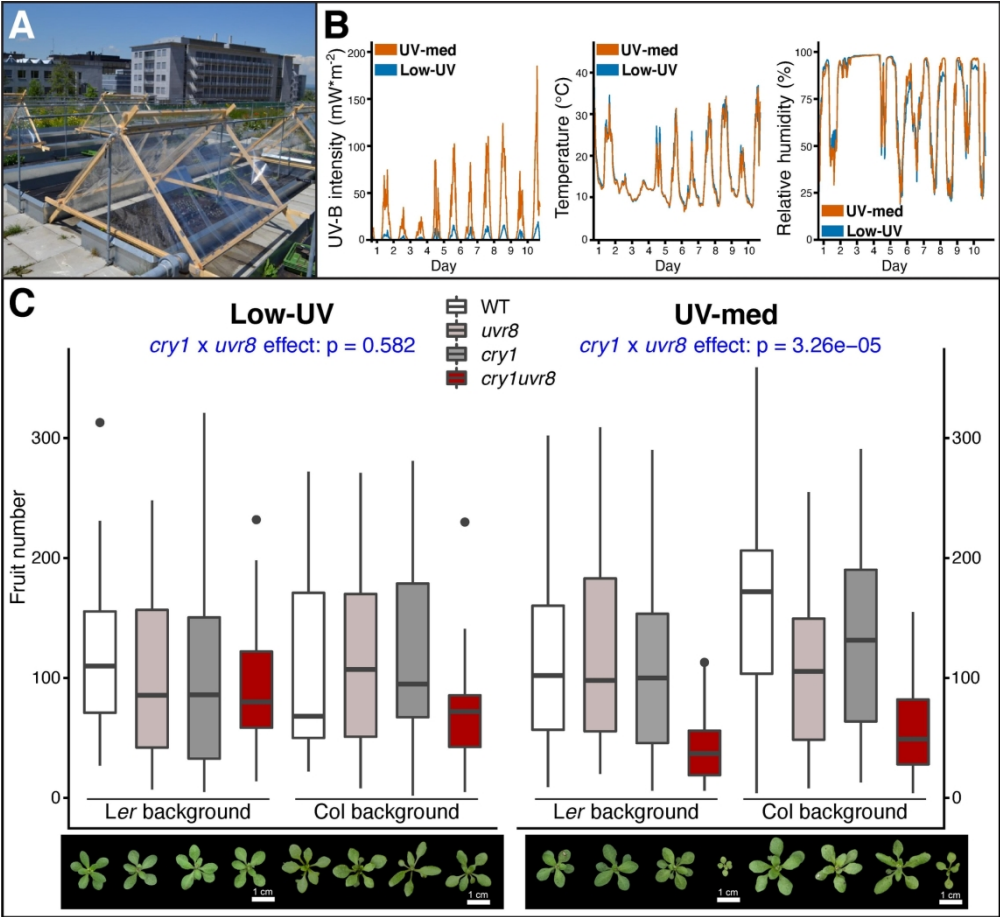 A
B
UV-B intensity (mW*m-2)
200
150
100
50
0
UV-med
Low-UV
1 2 3 4 5 6 7 8 9 10
Day
Temperature (°C)
40
30
20
10
0
UV-med
Low-UV
1 2 3 4 5 6 7 8 9 10
Day
Relative humidity (%)
100
75
50
25
0
UV-med
Low-UV
1 2 3 4 5 6 7 8 9 10
Day
C
Low-UV
cry1 x uvr8 effect: p = 0.582
WT
uvr8
cry1
cry1uvr8
UV-med
cry1 x uvr8 effect: p = 3.26e−05
Fruit number
300
200
100
0
300
200
100
0
Ler background
Col background
Ler background
Col background
1 cm
1 cm
1 cm
1 cm